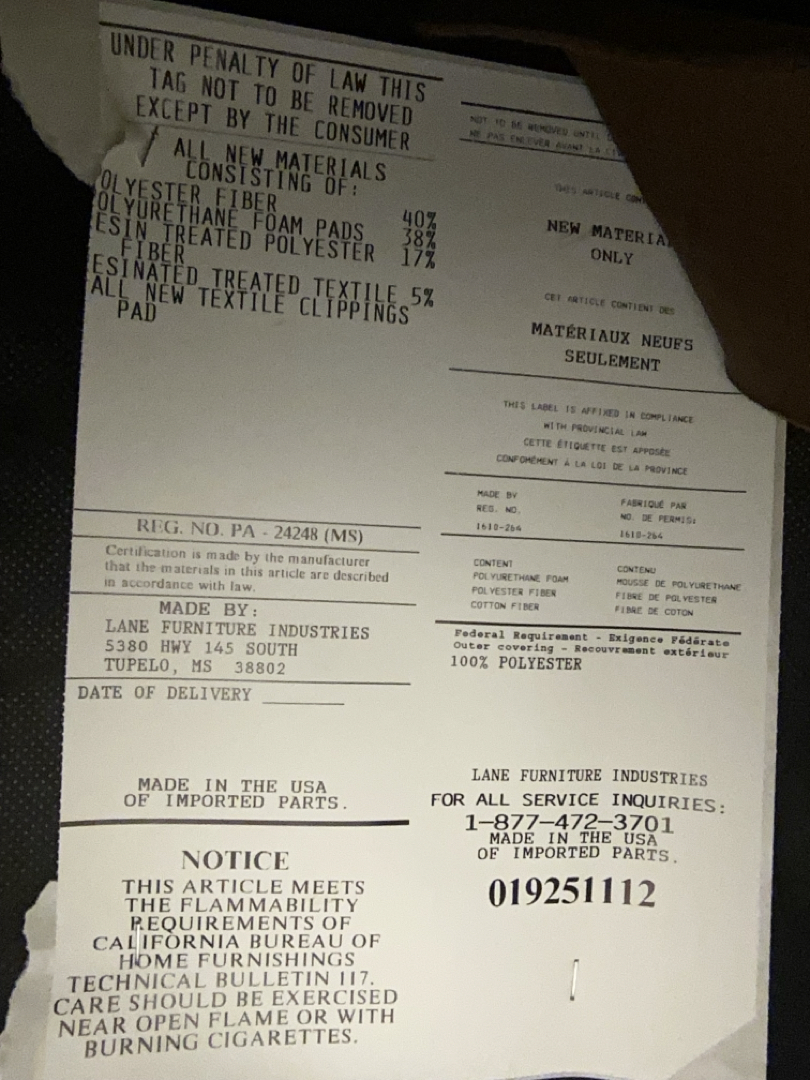 UNDER PENALTY OF LAW THIS
TAG NOT TO BE REMOVED
EXCEPT BY THE CONSUMER
ALL NEW MATERIALS
CONSISTING OF:
OLYESTER FIBER 40%
OLYURETHANE FOAM PADS 38%
ESIN TREATED POLYESTER 17%
FIBER
ESINATED TREATED TEXTILE 5%
ALL NEW TEXTILE CLIPPINGS
PAD
REG. NO. PA - 24248 (MS)
Certification is made by the manufacturer
that the materials in this article are described
in accordance with law.
MADE BY:
LANE FURNITURE INDUSTRIES
5380 HWY 145 SOUTH
TUPELO, MS 38802
DATE OF DELIVERY
MADE IN THE USA
OF IMPORTED PARTS.
NOTICE
THIS ARTICLE MEETS
THE FLAMMABILITY
REQUIREMENTS OF
CALIFORNIA BUREAU OF
HOME FURNISHINGS
TECHNICAL BULLETIN 117.
CARE SHOULD BE EXERCISED
NEAR OPEN FLAME OR WITH
BURNING CIGARETTES.
NOT TO BE REMOVED UNTIL
NE PAS ENLEVER AVANT LA
THIS ARTICLE CON
NEW MATERIA
ONLY
CET ARTICLE CONTIENT DES
MATÉRIAUX NEUFS
SEULEMENT
THIS LABEL IS AFFIXED IN COMPLIANCE
WITH PROVINCIAL LAW
CETTE ÉTIQUETTE EST APPOSÉE
CONFOMÉMENT À LA LOI DE LA PROVINCE
MADE BY FABRIQUÉ PAR
REG. NO. NO. DE PERMIS:
1610-264 1610-264
CONTENT CONTENU
POLYURETHANE FOAM MOUSSE DE POLYURETHANE
POLYESTER FIBER FIBRE DE POLYESTER
COTTON FIBER FIBRE DE COTON
Federal Requirement - Exigence Fédérate
Outer covering - Recouvrement extérieur
100% POLYESTER
LANE FURNITURE INDUSTRIES
FOR ALL SERVICE INQUIRIES:
1-877-472-3701
MADE IN THE USA
OF IMPORTED PARTS.
019251112